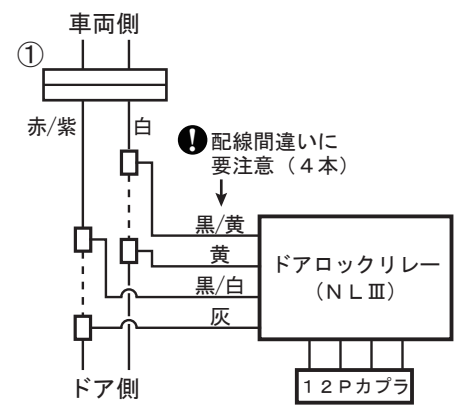 車両側
①
赤/紫
白
! 配線間違いに
要注意（４本）
黒/黄
黄
黒/白
灰
ドアロックリレー
（ＮＬⅢ）
ドア側
１２Ｐカプラ